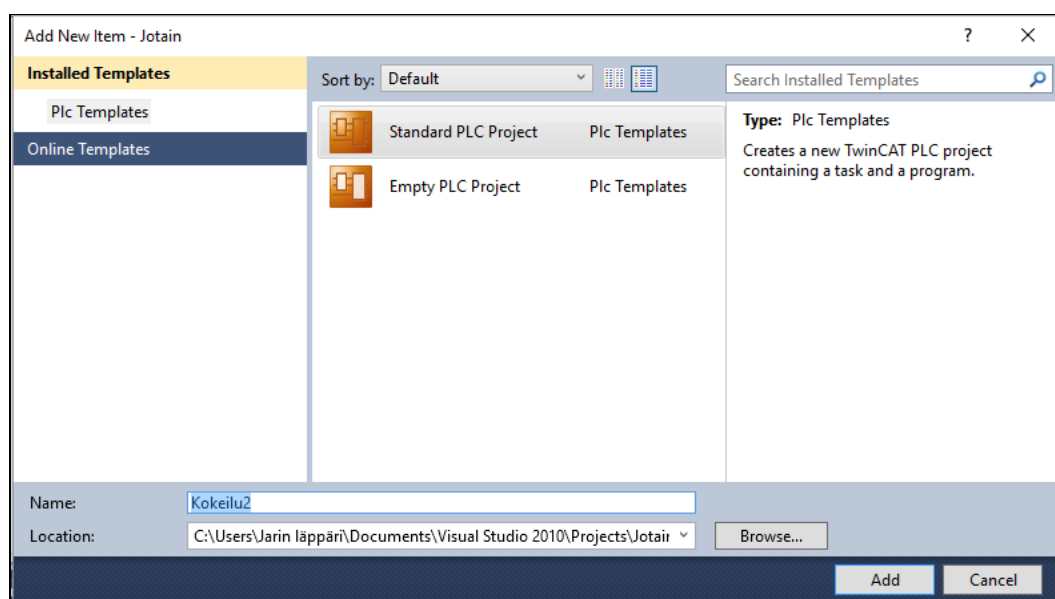 Add New Item - Jotain
?
Installed Templates
Sort by: Default
Search Installed Templates
Plc Templates
Online Templates
Standard PLC Project Plc Templates
Empty PLC Project Plc Templates
Type: Plc Templates
Creates a new TwinCAT PLC project
containing a task and a program.
Name: Kokeilu2
Location: C:\Users\Jarin läppäri\Documents\Visual Studio 2010\Projects\Jotain
Browse...
Add Cancel